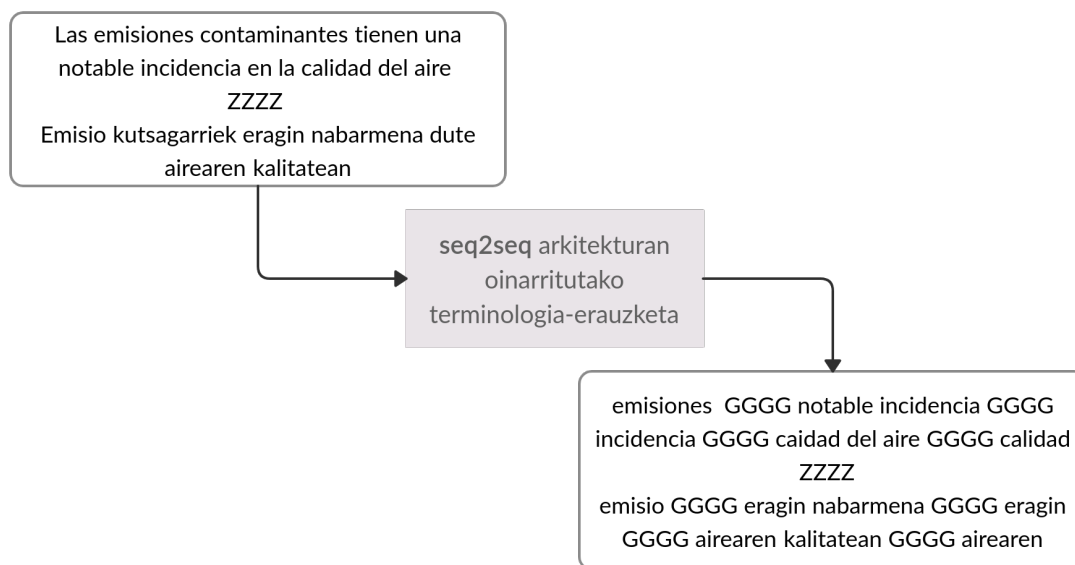 Las emisiones contaminantes tienen una
notable incidencia en la calidad del aire
ZZZZ
Emisio kutsagarriek eragin nabarmena dute
airearen kalitatean
seq2seq arkitekturan
oinarritutako
terminologia-erauzketa
emisiones GGGG notable incidencia GGGG
incidencia GGGG caidad del aire GGGG calidad
ZZZZ
emisio GGGG eragin nabarmena GGGG eragin
GGGG airearen kalitatean GGGG airearen